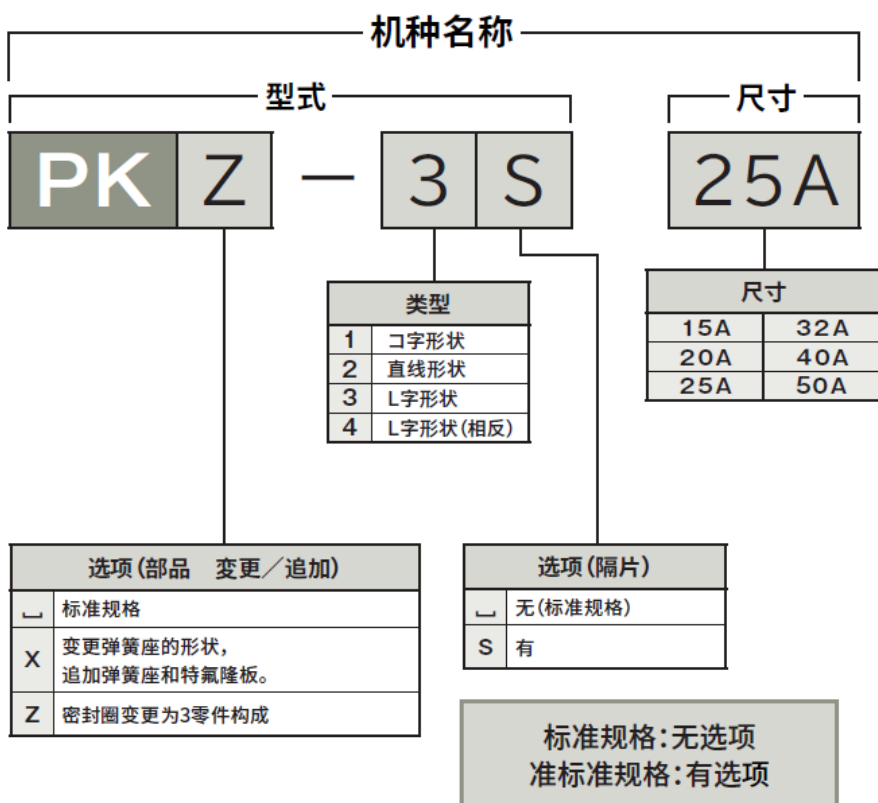 机种名称
型式
尺寸
PK Z － 3 S 25A
类型
1 コ字形状
2 直线形状
3 L字形状
4 L字形状(相反)
尺寸
15A 32A
20A 40A
25A 50A
选项(部品 变更／追加)
⎵ 标准规格
X 变更弹簧座的形状，
追加弹簧座和特氟隆板。
Z 密封圈变更为3零件构成
选项(隔片)
⎵ 无(标准规格)
S 有
标准规格：无选项
准标准规格：有选项